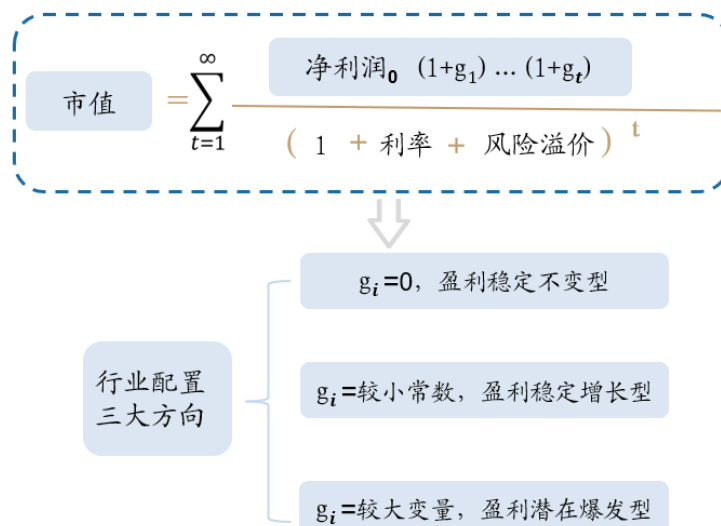 ∞
净利润0 (1+g1) … (1+gt)
市值 = ∑
t=1
( 1 + 利率 + 风险溢价 ) t
gi=0，盈利稳定不变型
行业配置
三大方向
gi=较小常数，盈利稳定增长型
gi=较大变量，盈利潜在爆发型